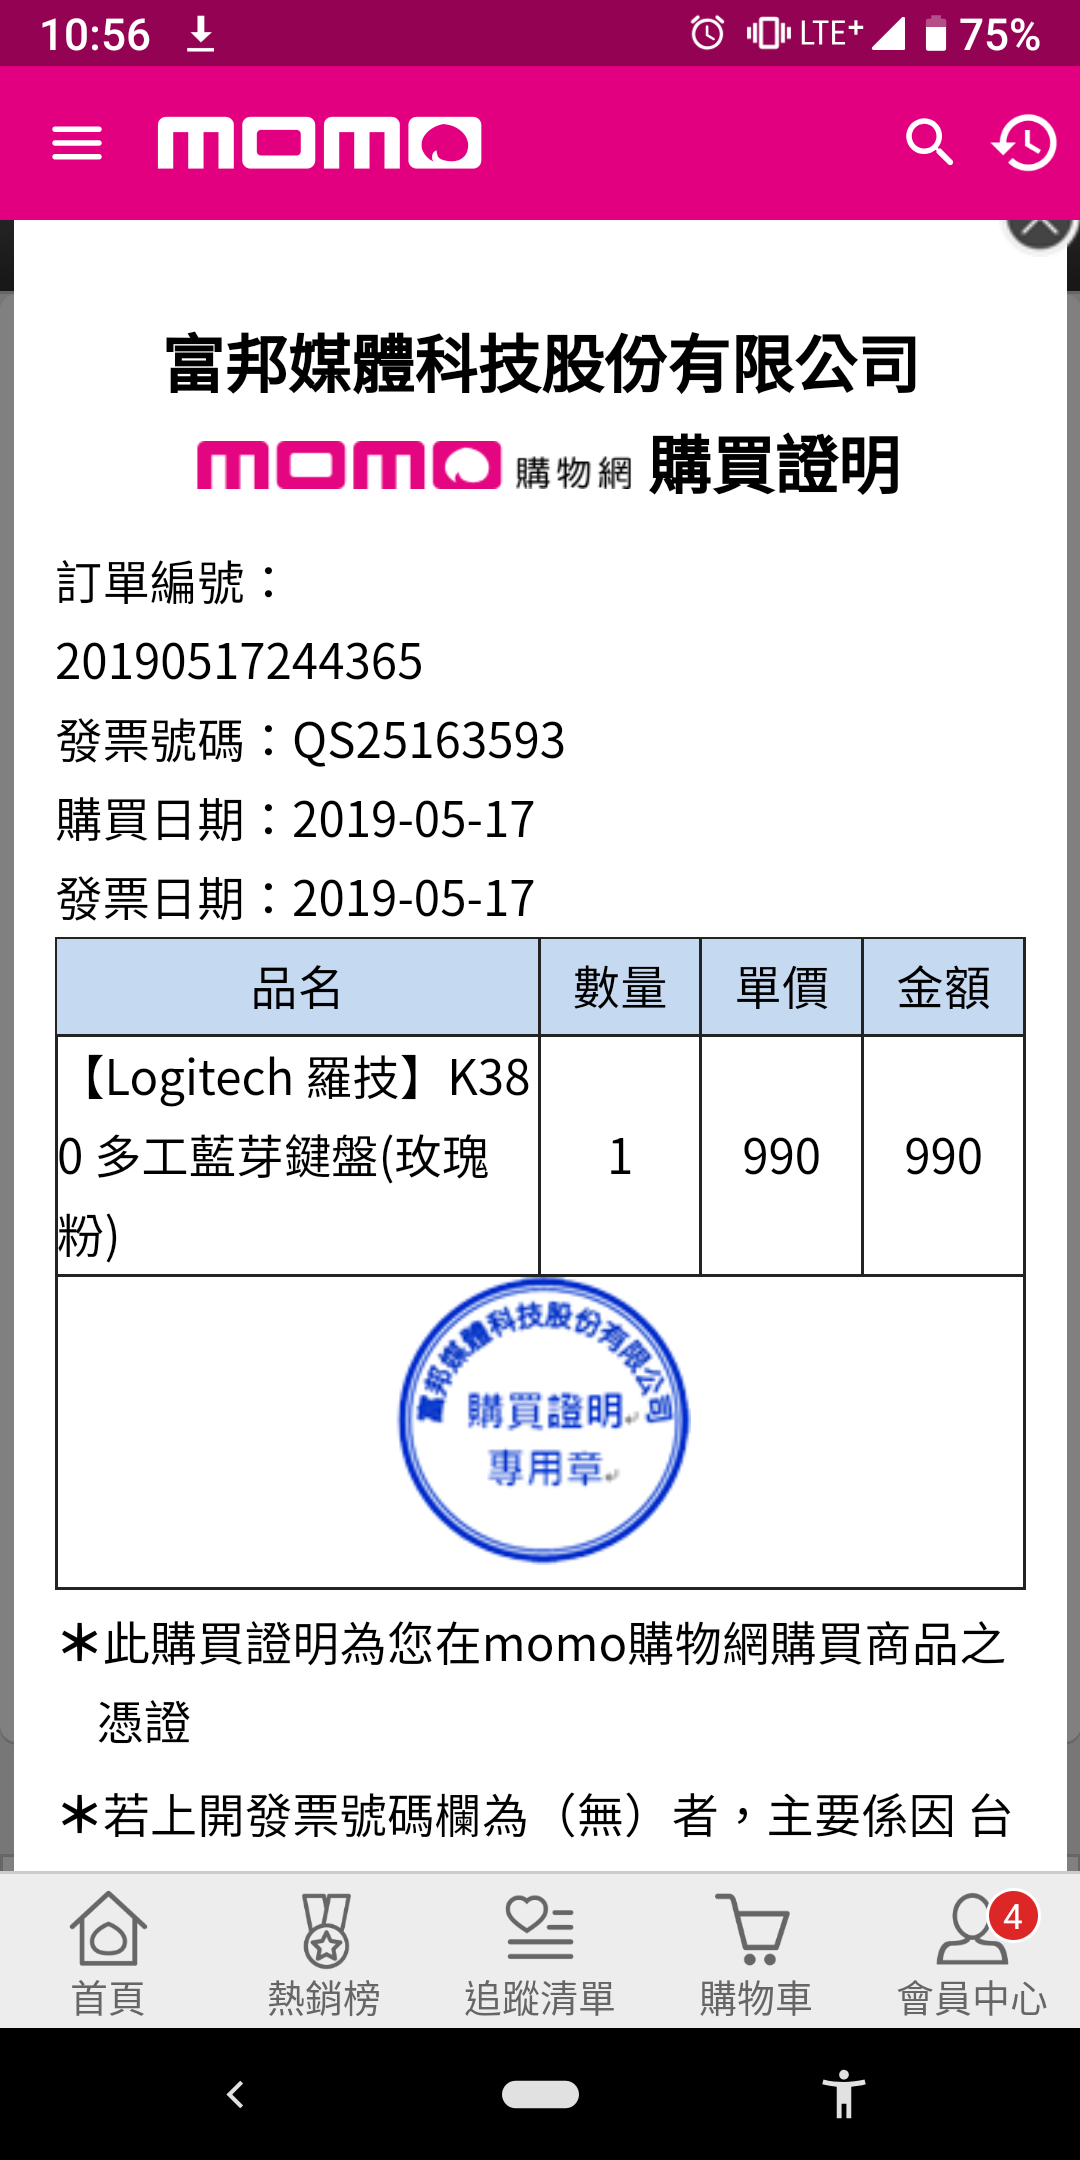 10:56 LTE+ 75%
momo
富邦媒體科技股份有限公司
momo 購物網 購買證明
訂單編號：
20190517244365
發票號碼：QS25163593
購買日期：2019-05-17
發票日期：2019-05-17
品名 數量 單價 金額
【Logitech 羅技】K38
0 多工藍芽鍵盤(玫瑰
粉)
1 990 990
富邦媒體科技股份有限公司
購買證明
專用章
＊此購買證明為您在momo購物網購買商品之
憑證
＊若上開發票號碼欄為（無）者，主要係因 台
4
首頁 熱銷榜 追蹤清單 購物車 會員中心